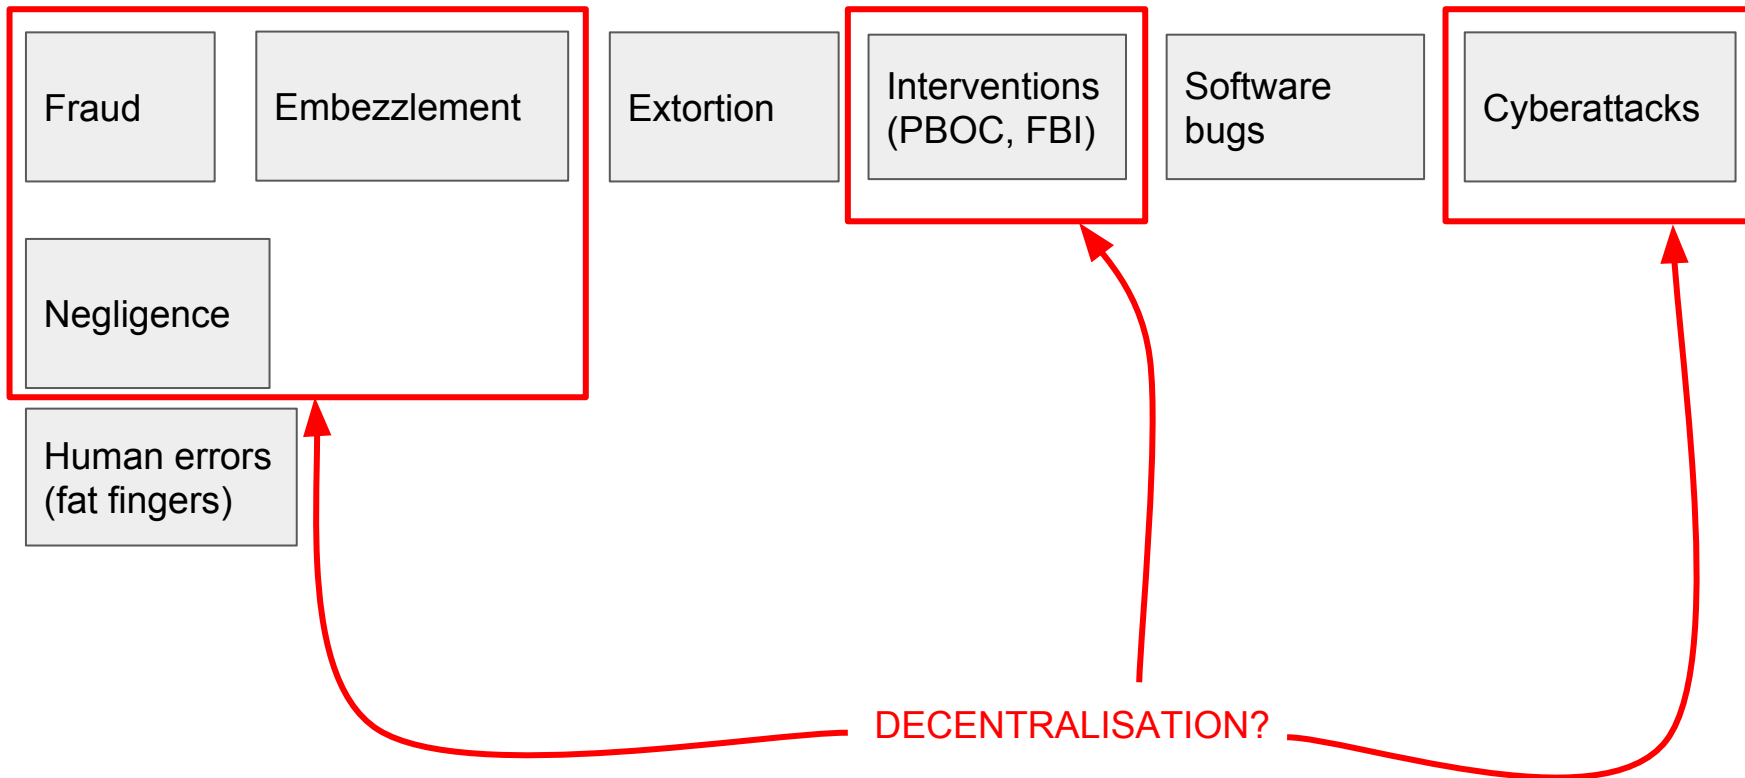 Fraud
Embezzlement
Extortion
Interventions
(PBOC, FBI)
Software
bugs
Cyberattacks
Negligence
Human errors
(fat fingers)
DECENTRALISATION?